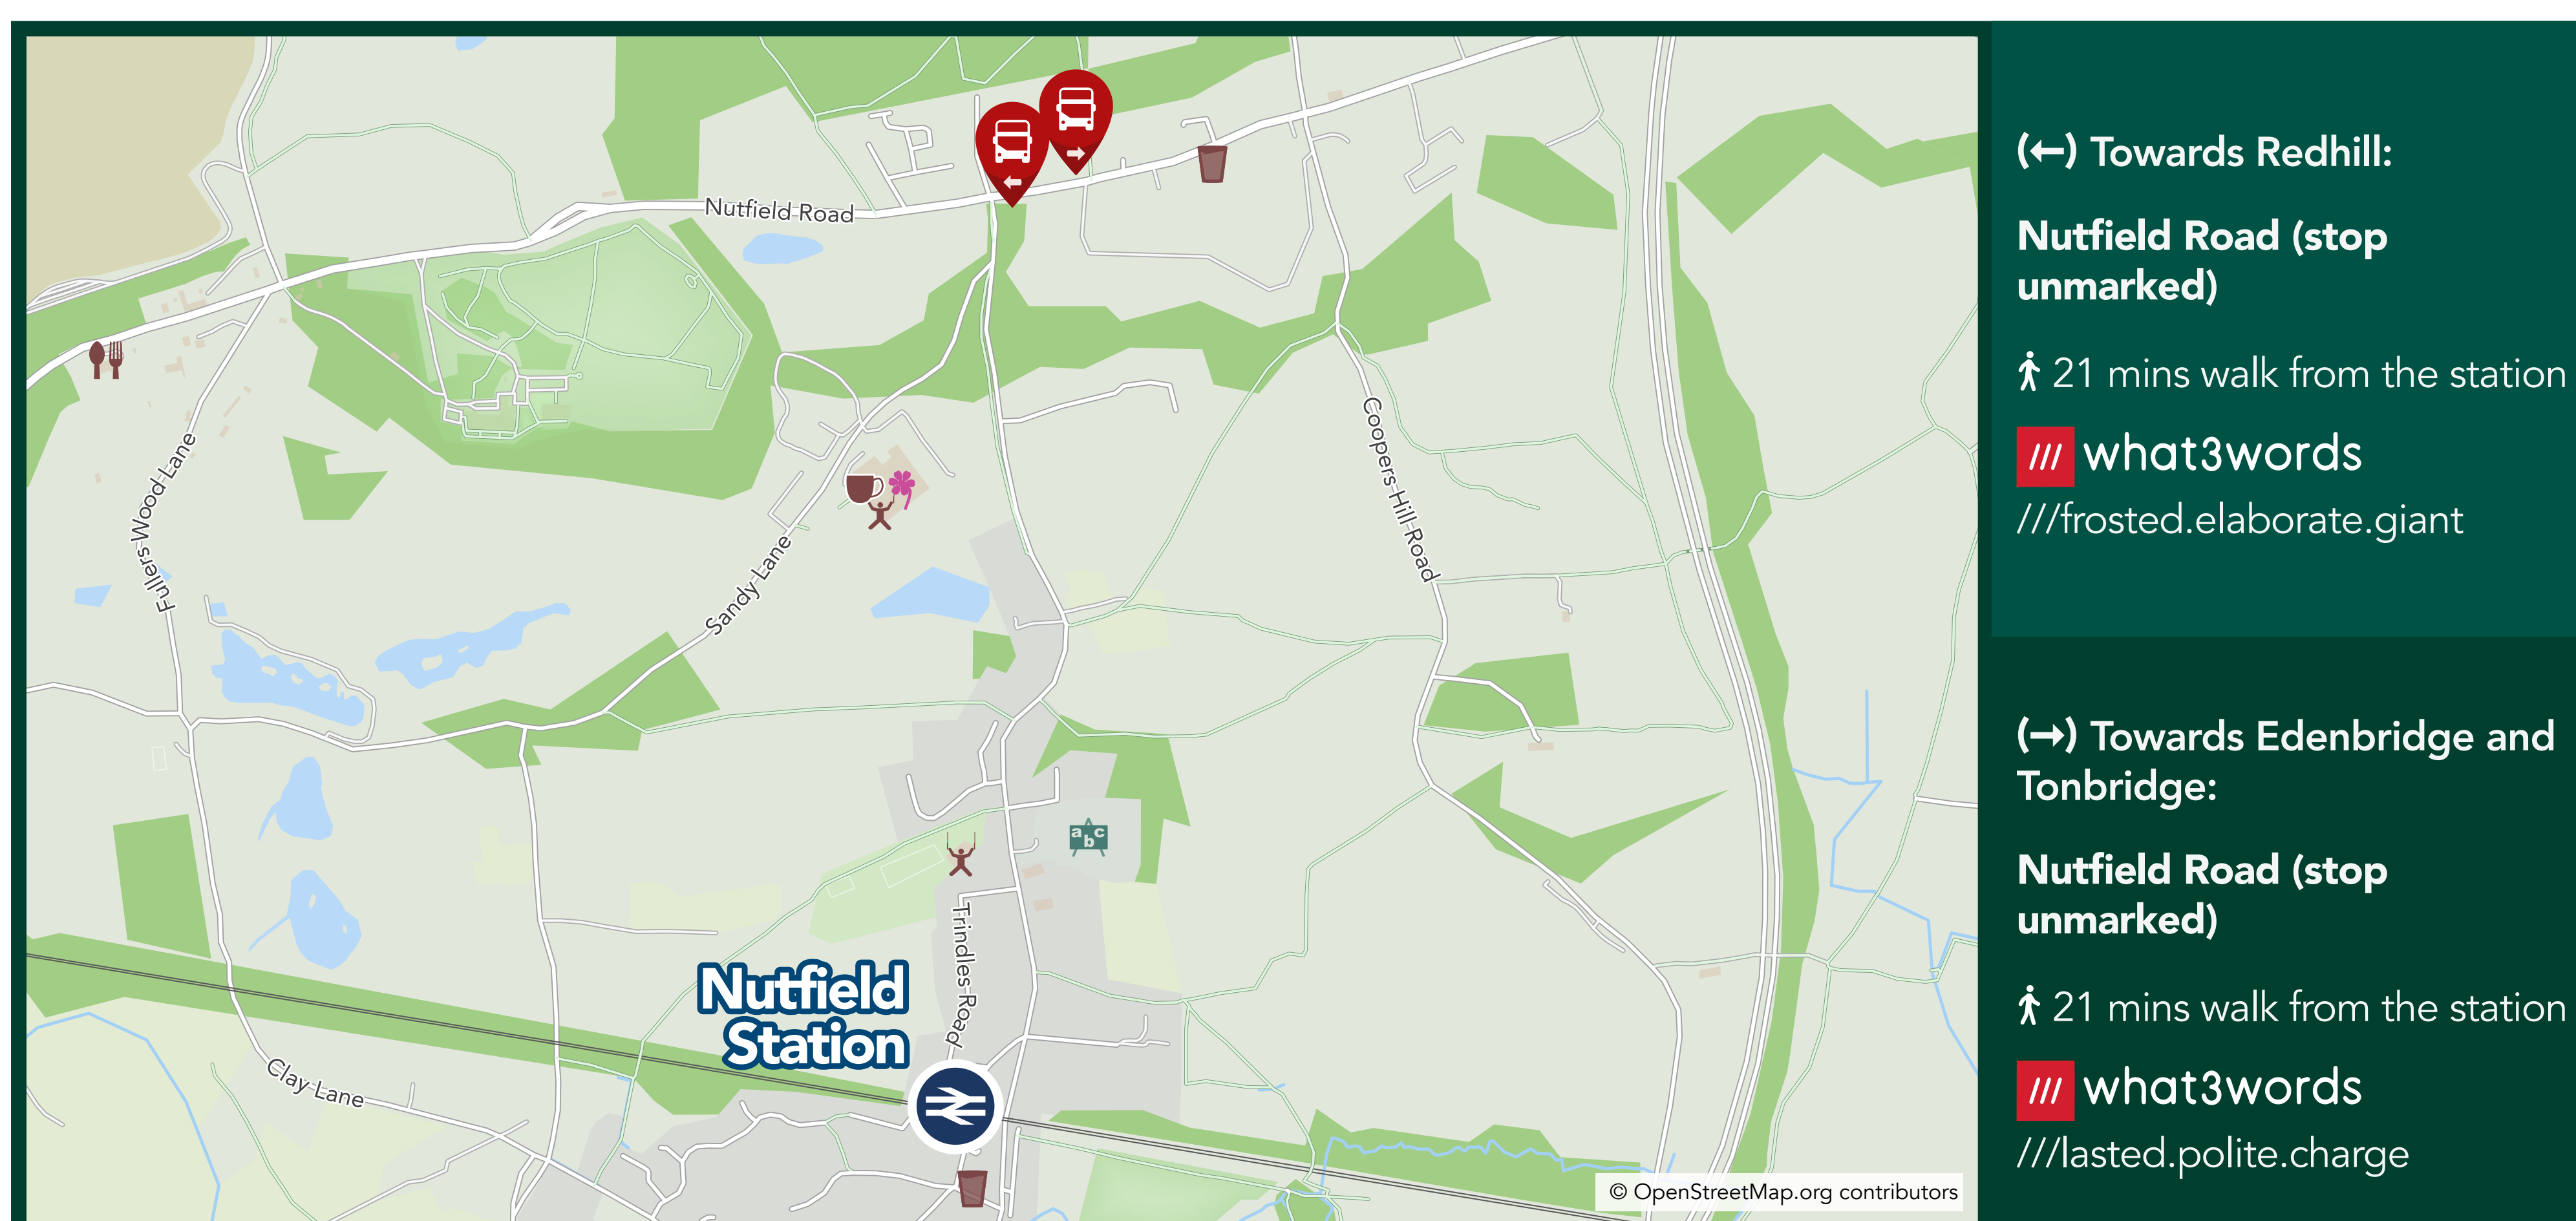 Nutfield Road
Fullers Wood Lane
Sandy Lane
Coopers Hill Road
a b c
Trindles Road
Nutfield
Station
Clay Lane
© OpenStreetMap.org contributors
(←) Towards Redhill:
Nutfield Road (stop
unmarked)
21 mins walk from the station
/// what3words
///frosted.elaborate.giant
(→) Towards Edenbridge and
Tonbridge:
Nutfield Road (stop
unmarked)
21 mins walk from the station
/// what3words
///lasted.polite.charge